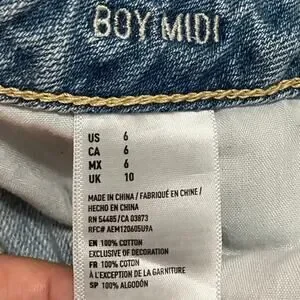 BOY MIDI
US 6
CA 6
MX 6
UK 10
MADE IN CHINA / FABRIQUÉ EN CHINE /
HECHO EN CHINA
RN 54485/CA 03873
RFC# AEM120605U9A
EN 100% COTTON
EXCLUSIVE OF DECORATION
FR 100% COTON
À L'EXCEPTION DE LA GARNITURE
SP 100% ALGODÓN